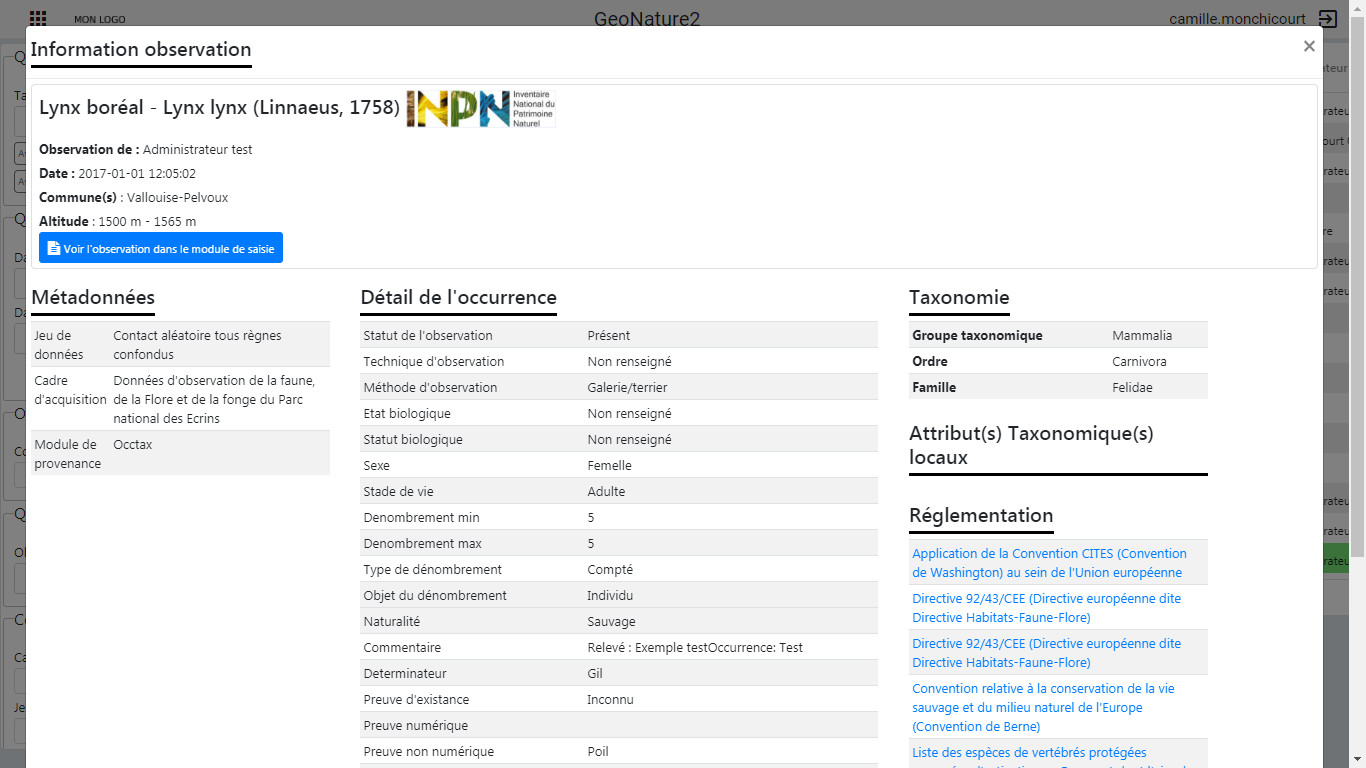 MON LOGO
GeoNature2
camille.monchicourt
Information observation
×
Lynx boréal - Lynx lynx (Linnaeus, 1758)
INPN
Inventaire
National du
Patrimoine
Naturel
Observation de : Administrateur test
Date : 2017-01-01 12:05:02
Commune(s) : Vallouise-Pelvoux
Altitude : 1500 m - 1565 m
Voir l'observation dans le module de saisie
Métadonnées
Jeu de données
Contact aléatoire tous règnes
confondus
Cadre d'acquisition
Données d'observation de la faune,
de la Flore et de la fonge du Parc
national des Ecrins
Module de provenance
Occtax
Détail de l'occurrence
Statut de l'observation Présent
Technique d'observation Non renseigné
Méthode d'observation Galerie/terrier
Etat biologique Non renseigné
Statut biologique Non renseigné
Sexe Femelle
Stade de vie Adulte
Denombrement min 5
Denombrement max 5
Type de dénombrement Compté
Objet du dénombrement Individu
Naturalité Sauvage
Commentaire Relevé : Exemple testOccurrence: Test
Determinateur Gil
Preuve d'existance Inconnu
Preuve numérique
Preuve non numérique Poil
Taxonomie
Groupe taxonomique Mammalia
Ordre Carnivora
Famille Felidae
Attribut(s) Taxonomique(s)
locaux
Réglementation
Application de la Convention CITES (Convention
de Washington) au sein de l'Union européenne
Directive 92/43/CEE (Directive européenne dite
Directive Habitats-Faune-Flore)
Directive 92/43/CEE (Directive européenne dite
Directive Habitats-Faune-Flore)
Convention relative à la conservation de la vie
sauvage et du milieu naturel de l'Europe
(Convention de Berne)
Liste des espèces de vertébrés protégées